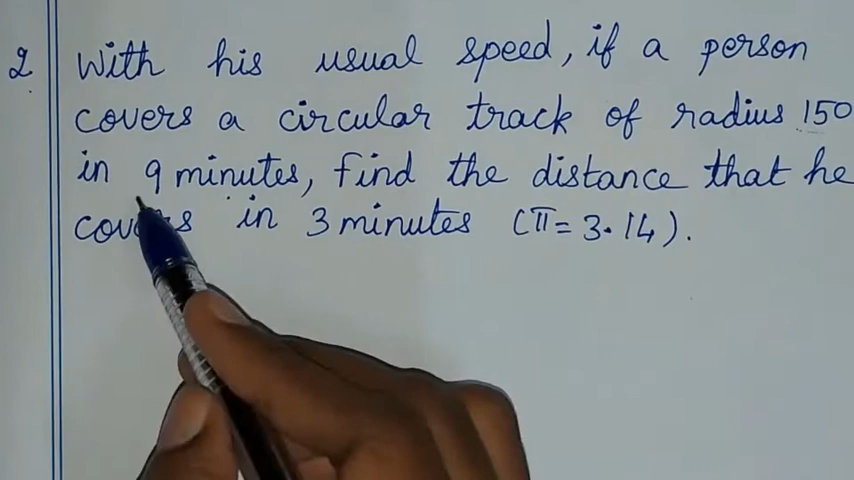 2. With his usual speed, if a person
covers a circular track of radius 150
in 9 minutes, find the distance that he
covers in 3 minutes (π = 3.14).